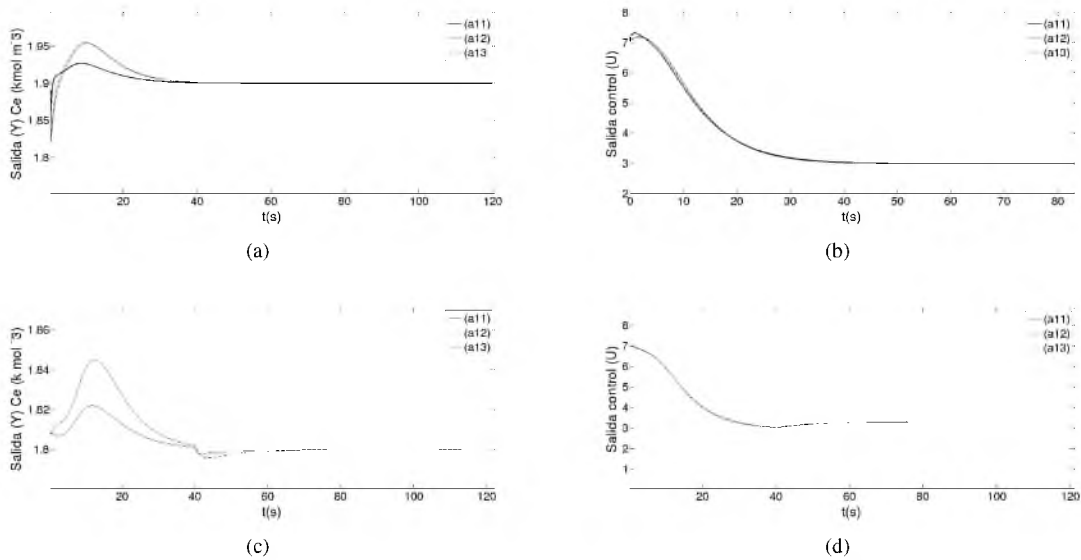 Salida (Y) Ce (kmol m^3)
1.95
1.9
1.85
1.8
20
40
60
80
100
120
t(s)
(a11)
(a12)
(a13
(a)
Salida control (U)
8
7
6
5
4
3
2
0
10
20
30
40
50
60
70
80
t(s)
(a11)
(a12)
(a13)
(b)
Salida (Y) Ce (k mol ^3)
1.86
1.84
1.82
1.8
20
40
60
80
100
120
t(s)
(a11)
(a12)
(a13)
(c)
Salida control (U)
8
7
6
5
4
3
2
1
20
40
60
80
100
120
t(s)
(a11)
(a12)
(a13)
(d)